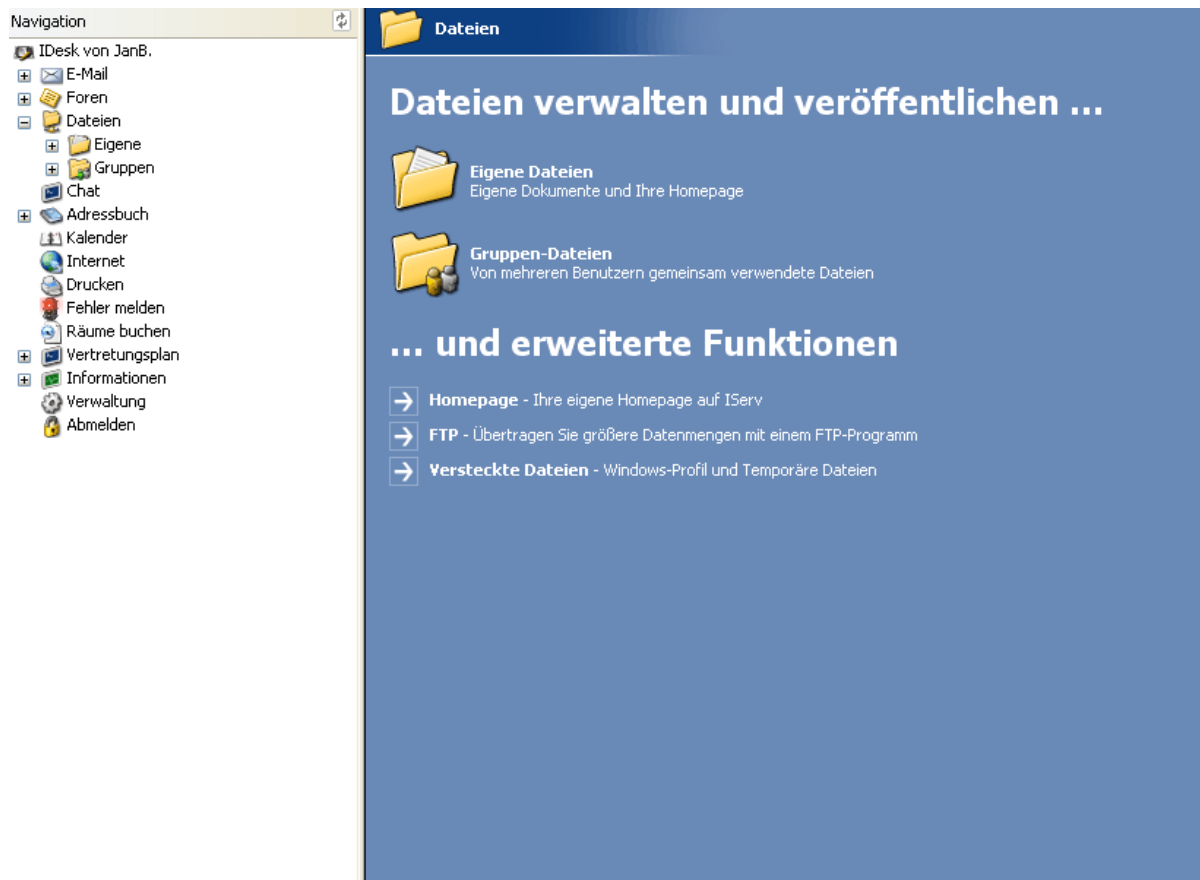 Navigation
IDesk von JanB.
E-Mail
Foren
Dateien
Eigene
Gruppen
Chat
Adressbuch
Kalender
Internet
Drucken
Fehler melden
Räume buchen
Vertretungsplan
Informationen
Verwaltung
Abmelden
Dateien
Dateien verwalten und veröffentlichen ...
Eigene Dateien
Eigene Dokumente und Ihre Homepage
Gruppen-Dateien
Von mehreren Benutzern gemeinsam verwendete Dateien
... und erweiterte Funktionen
Homepage - Ihre eigene Homepage auf IServ
FTP - Übertragen Sie größere Datenmengen mit einem FTP-Programm
Versteckte Dateien - Windows-Profil und Temporäre Dateien